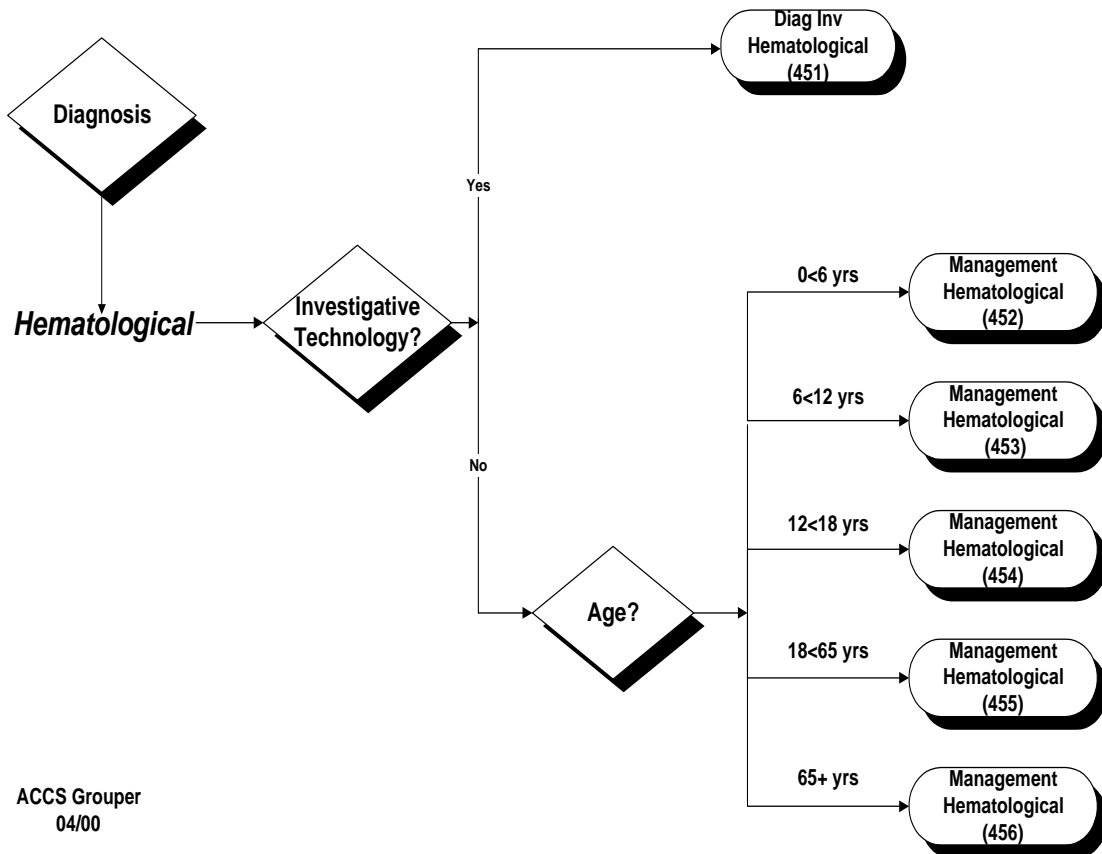 Diagnosis
Hematological
Investigative
Technology?
Yes
Diag Inv
Hematological
(451)
No
Age?
0<6 yrs
Management
Hematological
(452)
6<12 yrs
Management
Hematological
(453)
12<18 yrs
Management
Hematological
(454)
18<65 yrs
Management
Hematological
(455)
65+ yrs
Management
Hematological
(456)
ACCS Grouper
04/00